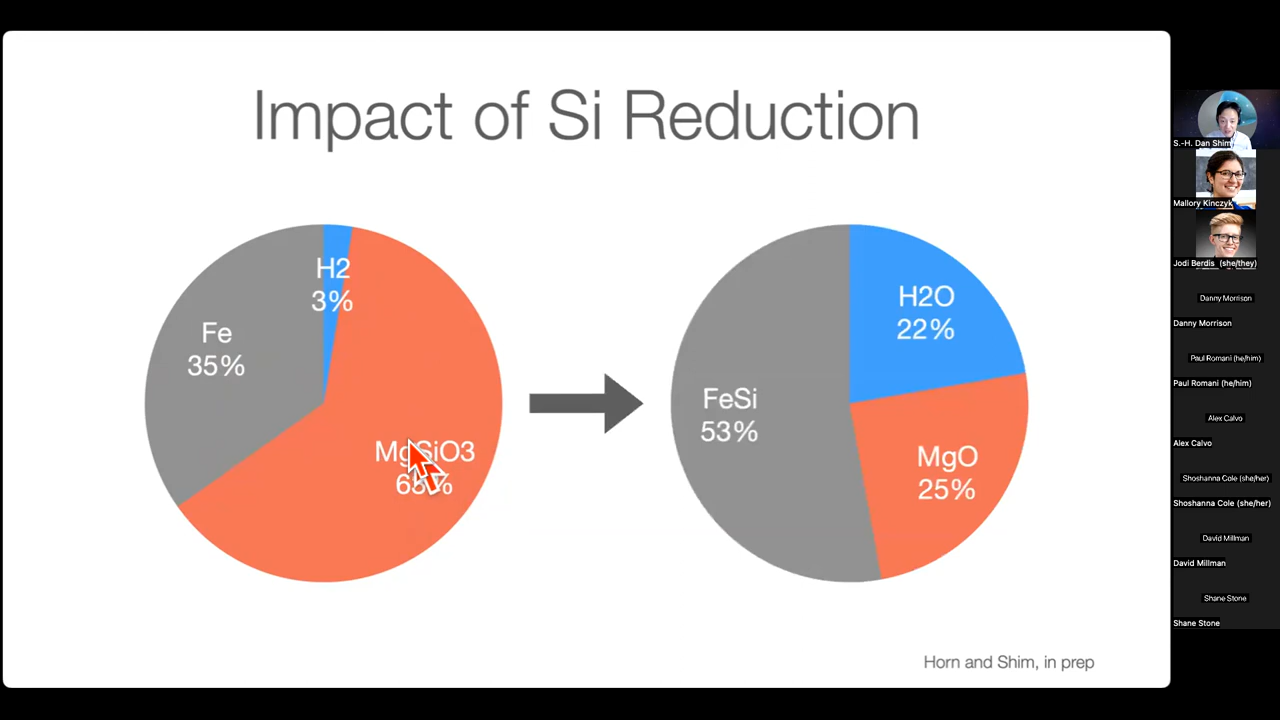 Impact of Si Reduction
H2
3%
Fe
35%
MgSiO3
FeSi
53%
H2O
22%
MgO
25%
Horn and Shim, in prep
S.-H. Dan Shim
Mallory Kinczyk
Jodi Berdis (she/they)
Danny Morrison
Danny Morrison
Paul Romani (he/him)
Paul Romani (he/him)
Alex Calvo
Alex Calvo
Shoshanna Cole (she/her)
Shoshanna Cole (she/her)
David Millman
David Millman
Shane Stone
Shane Stone